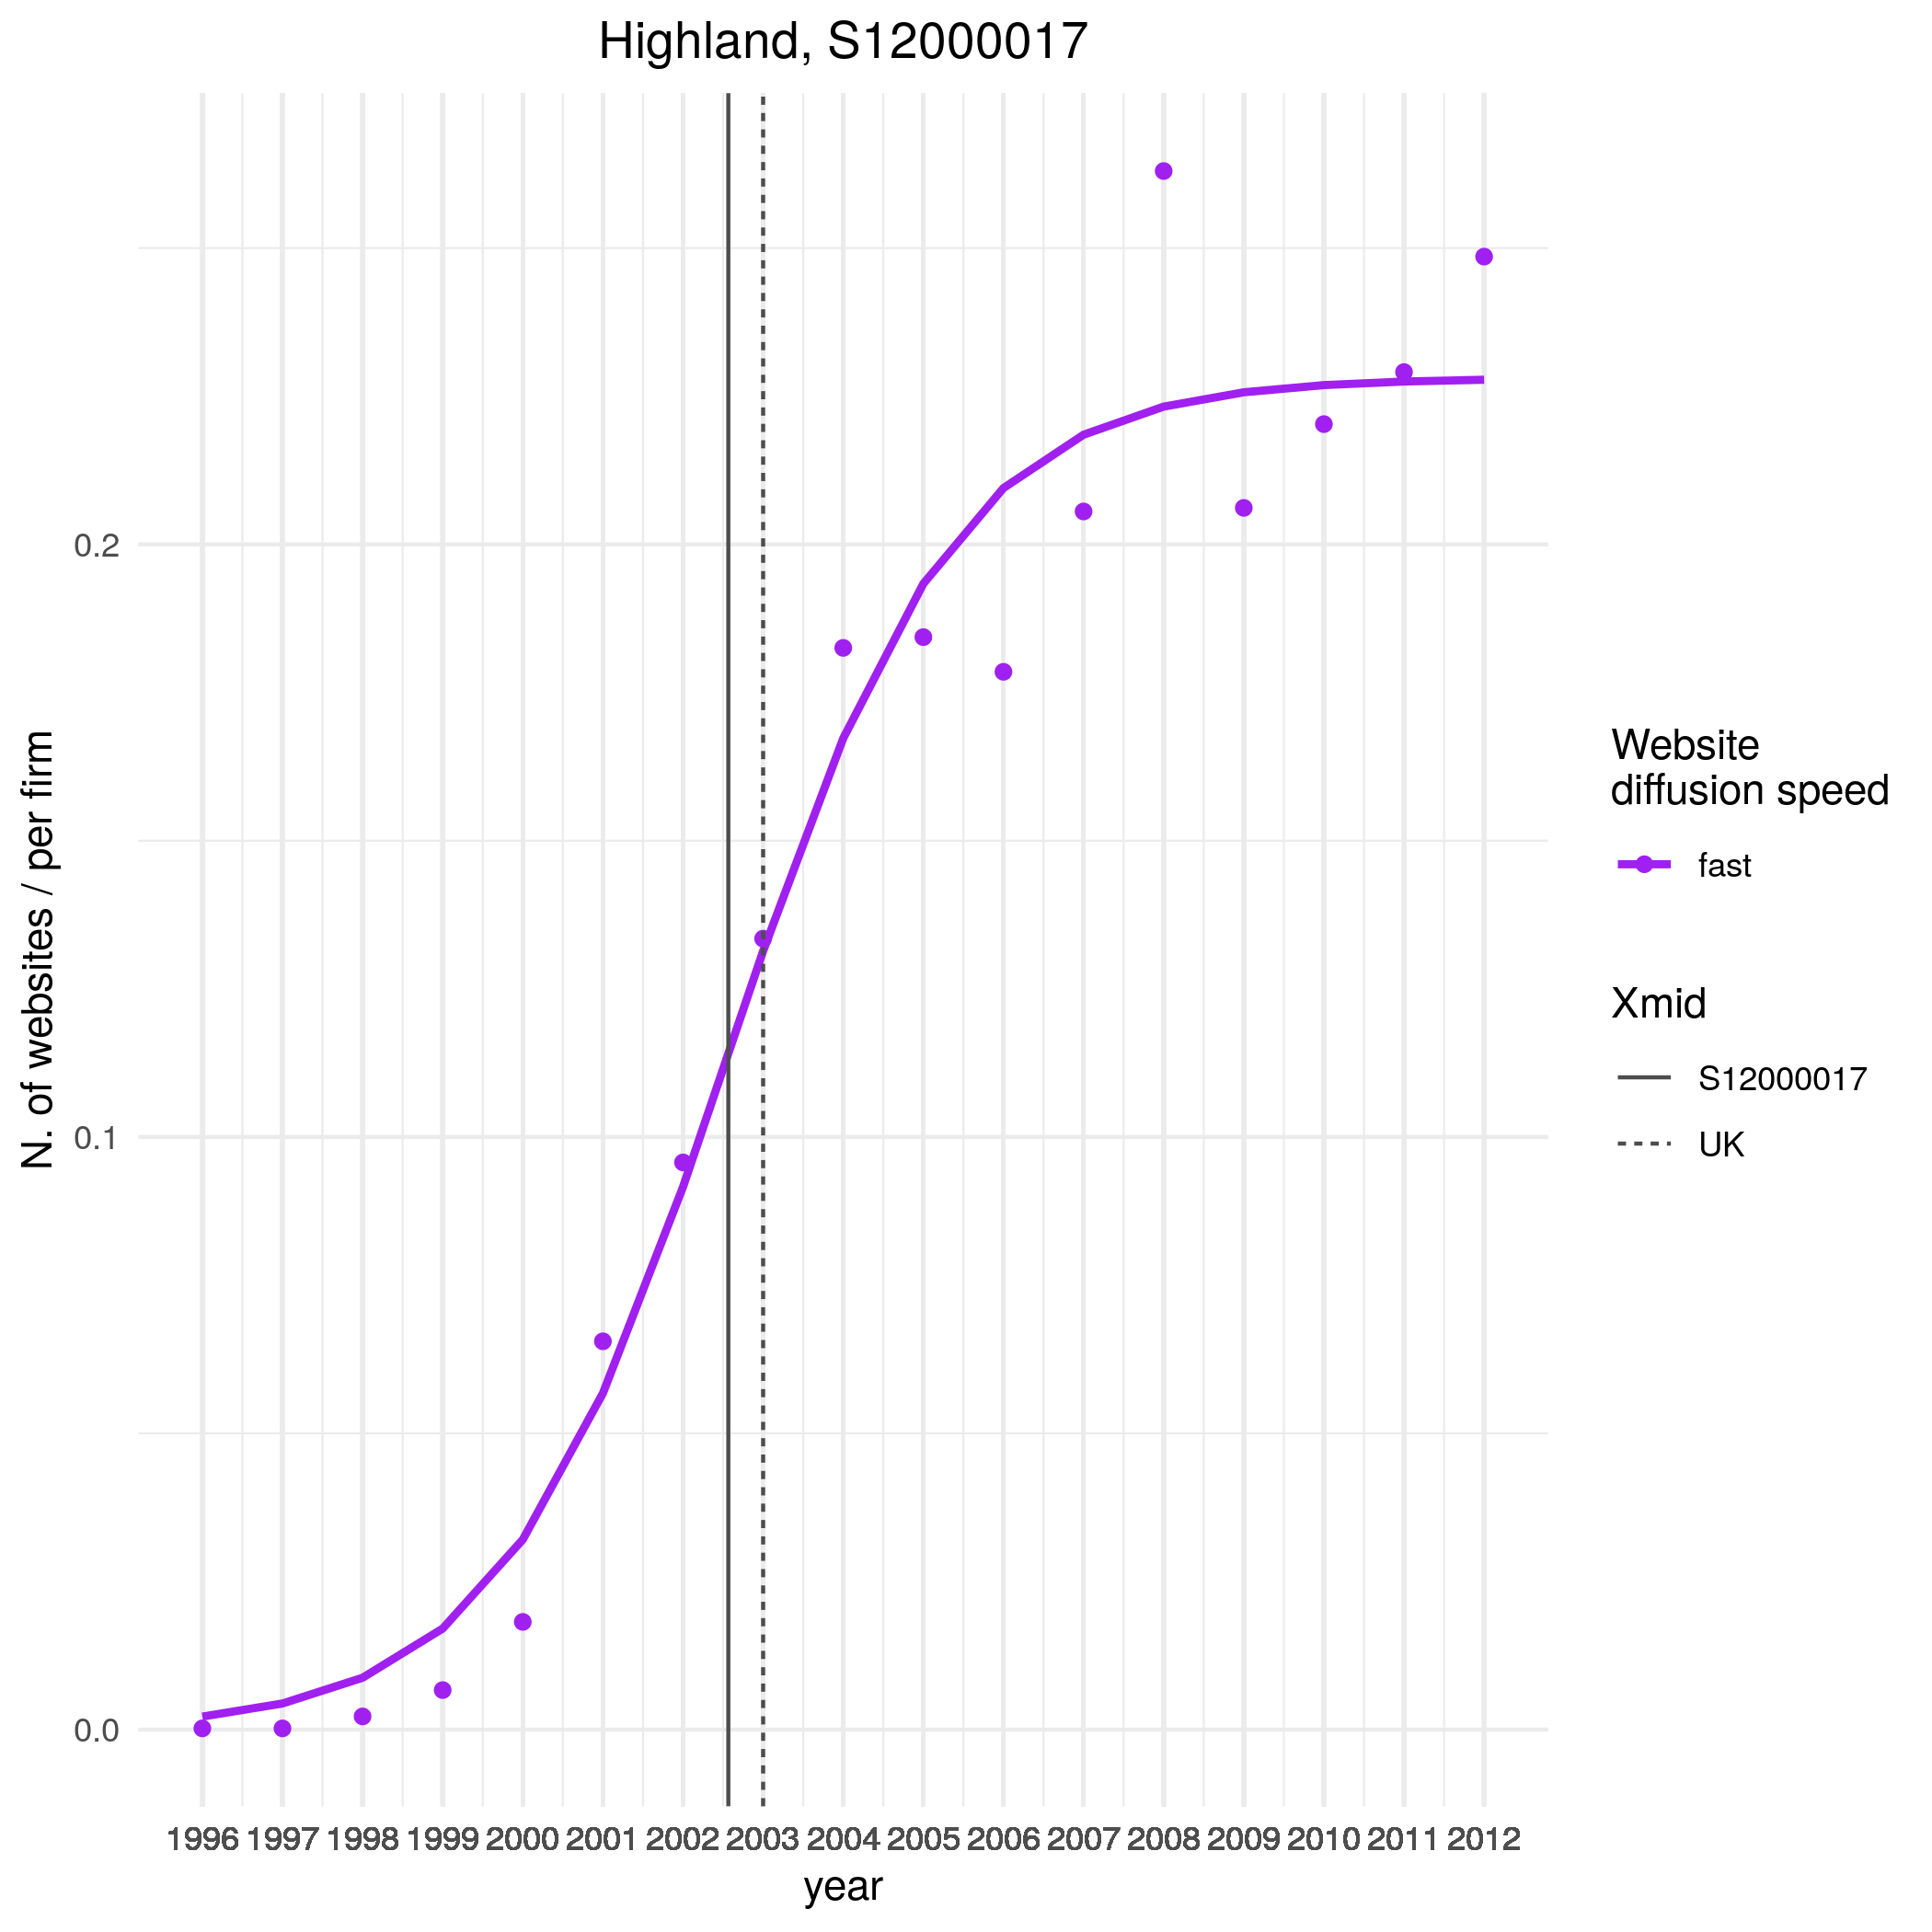 Highland, S12000017
N. of websites / per firm
0.2
0.1
0.0
1996 1997 1998 1999 2000 2001 2002 2003 2004 2005 2006 2007 2008 2009 2010 2011 2012
year
Website
diffusion speed
fast
Xmid
S12000017
UK